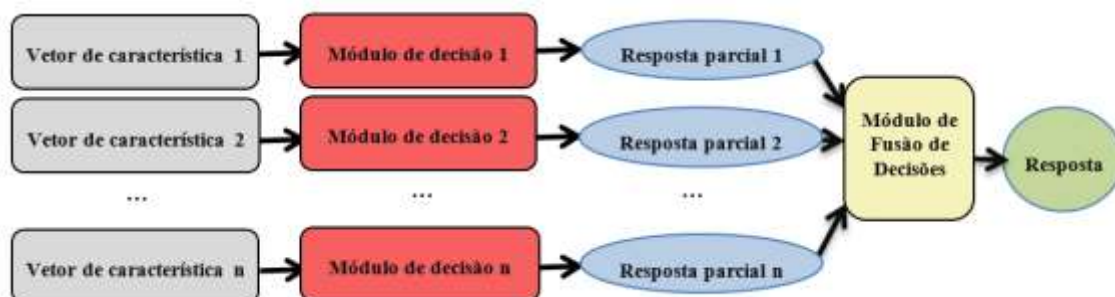 Vetor de característica 1
Módulo de decisão 1
Resposta parcial 1
Vetor de característica 2
Módulo de decisão 2
Resposta parcial 2
Módulo de
Fusão de
Decisões
Resposta
...
...
...
Vetor de característica n
Módulo de decisão n
Resposta parcial n